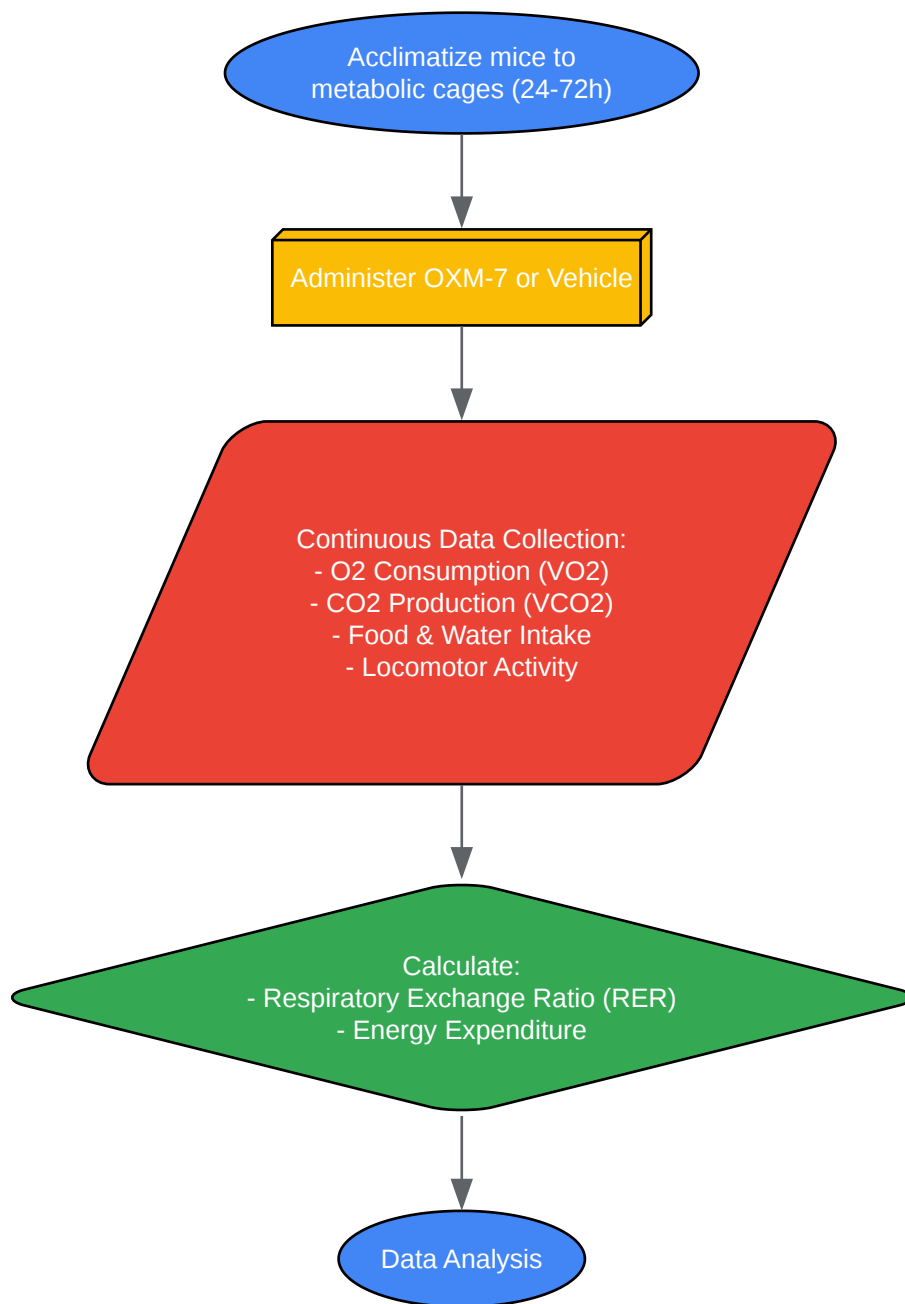 Acclimatize mice to
metabolic cages (24-72h)
Administer OXM-7 or Vehicle
Continuous Data Collection:
- O2 Consumption (VO2)
- CO2 Production (VCO2)
- Food & Water Intake
- Locomotor Activity
Calculate:
- Respiratory Exchange Ratio (RER)
- Energy Expenditure
Data Analysis